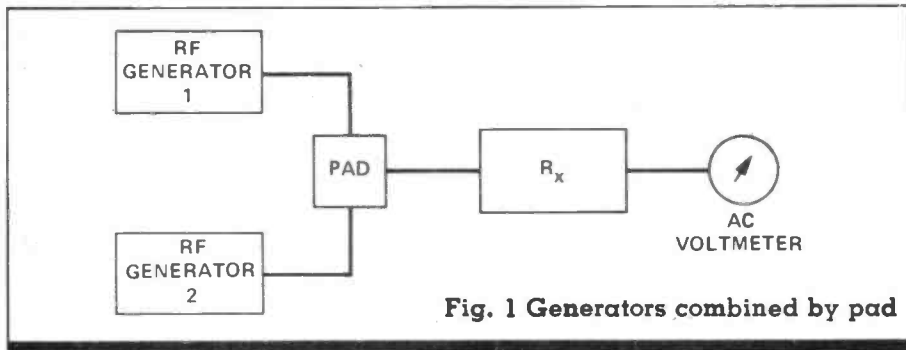 RF
GENERATOR
1
PAD
Rx
AC
VOLTMETER
RF
GENERATOR
2
Fig. 1 Generators combined by pad